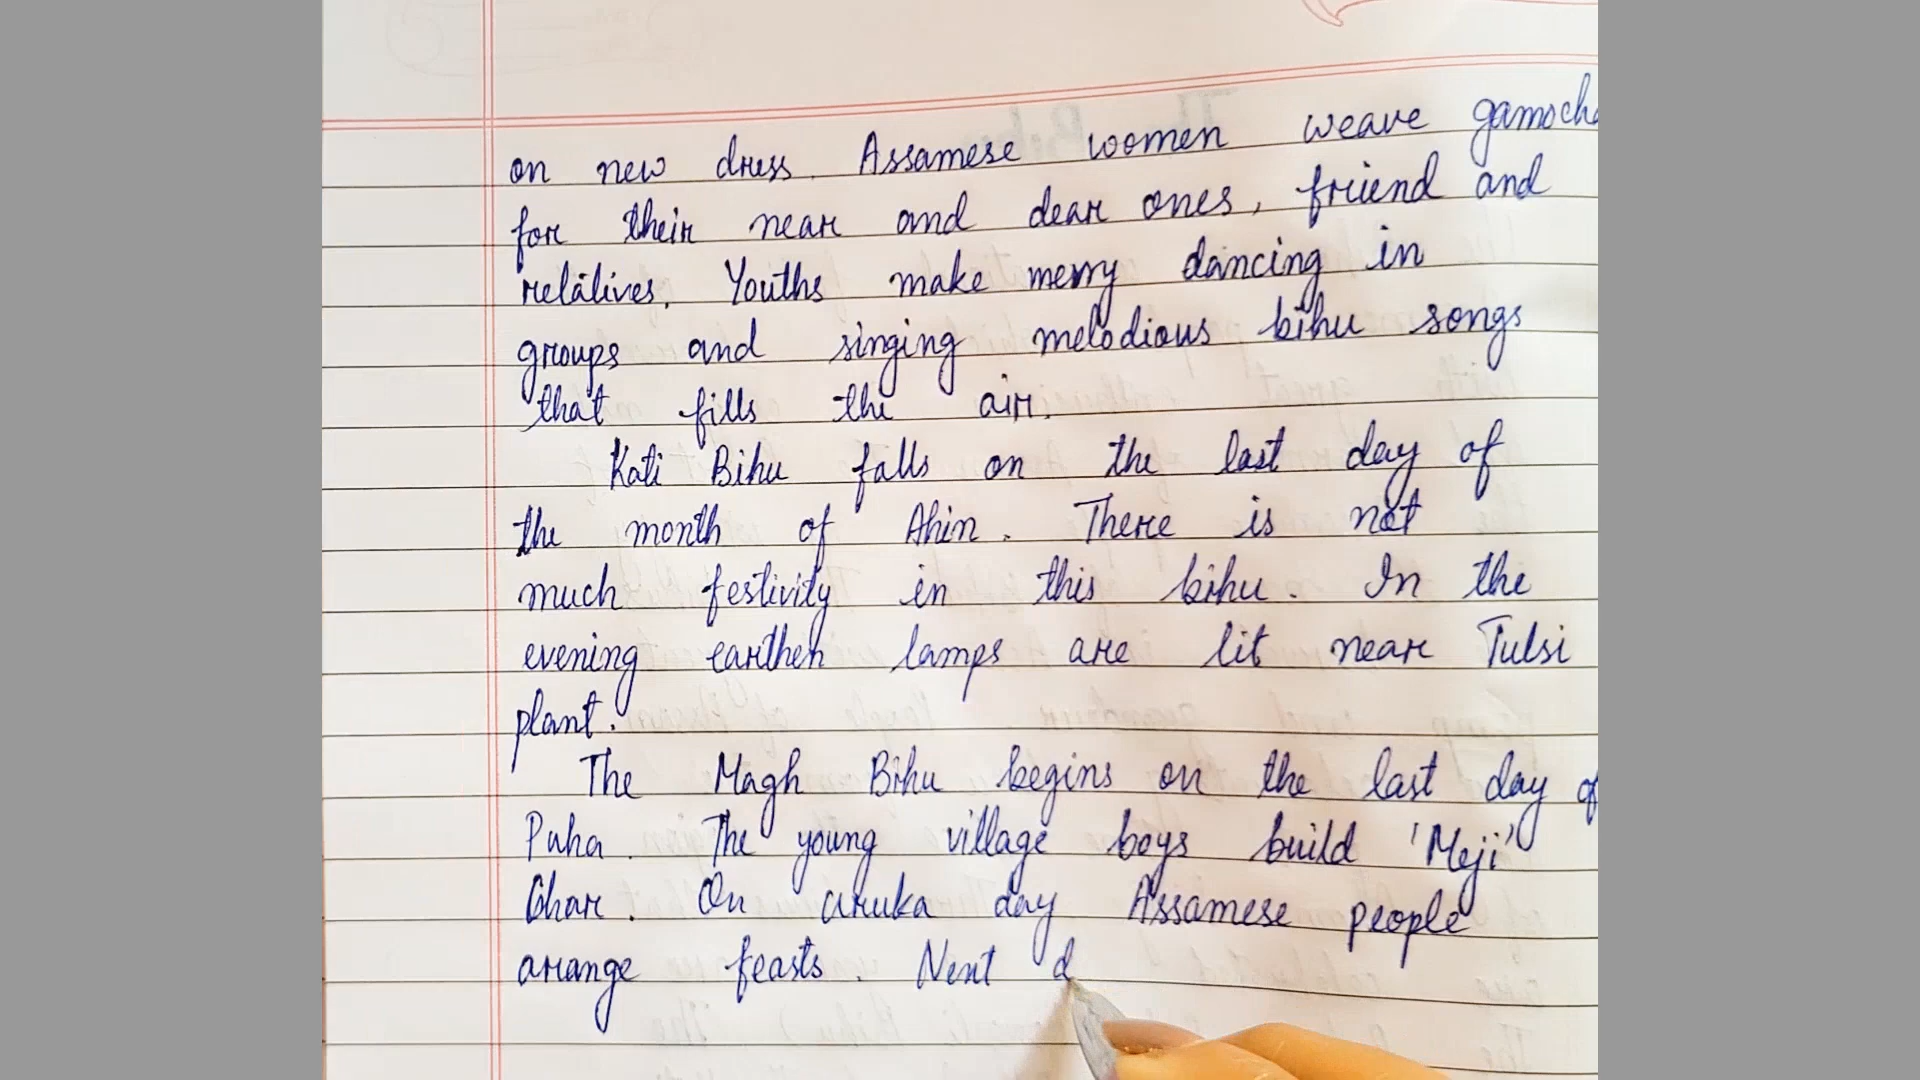 on new dress. Assamese women weave gamocha
for their near and dear ones, friend and
relatives. Youths make merry dancing in
groups and singing melodious bihu songs
that fills the air.
Kati Bihu falls on the last day of
the month of Ahin. There is not
much festivity in this bihu. In the
evening earthen lamps are lit near Tulsi
plant.
The Magh Bihu begins on the last day of
Puha. The young village boys build 'Meji'
Ghar. On uruka day Assamese people
arange feasts. Next d